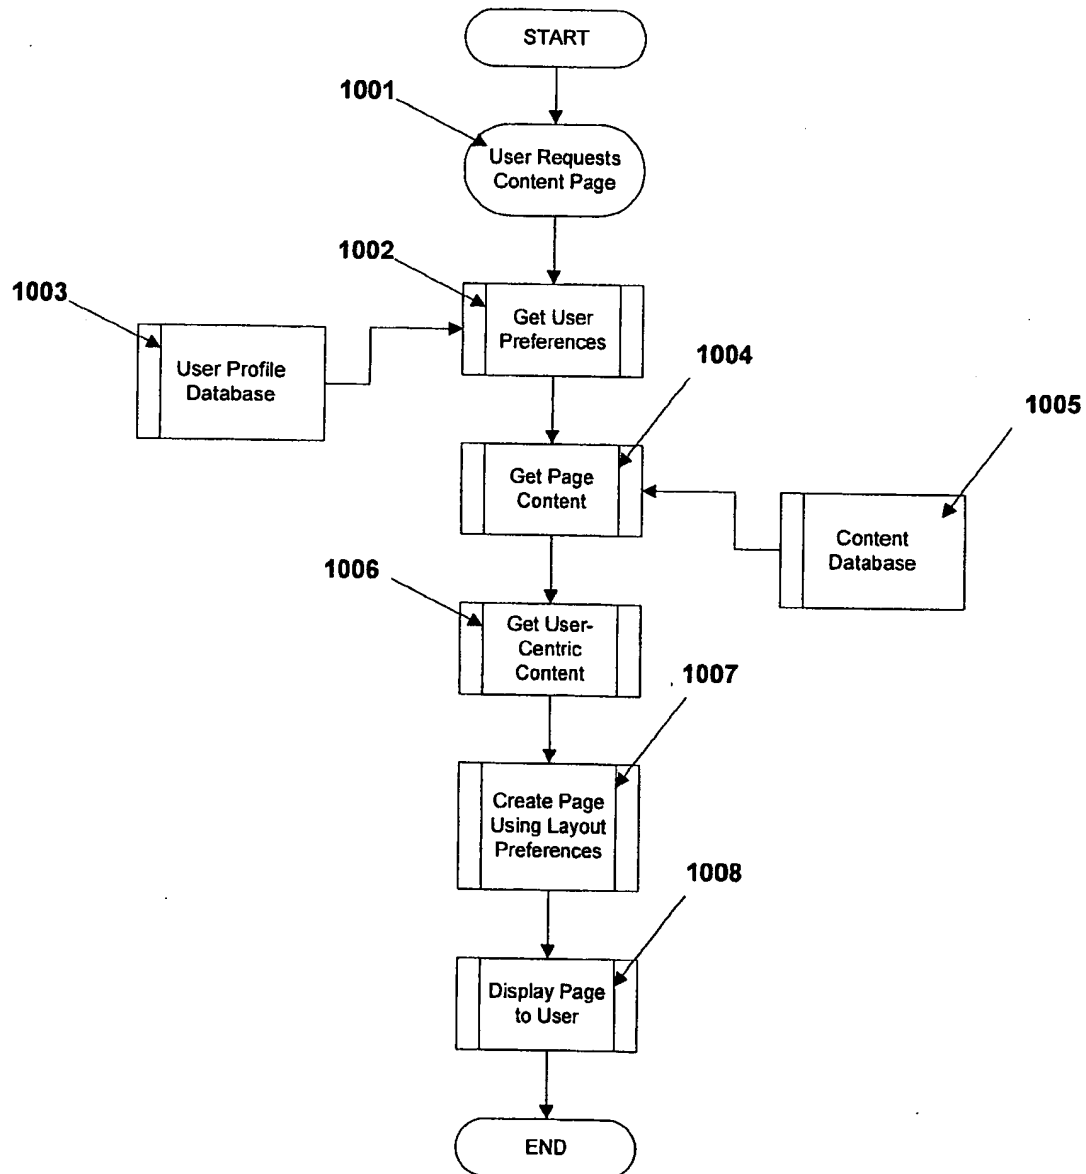 START
1001
User Requests
Content Page
1002
1003
Get User
Preferences
User Profile
Database
1004
1005
Get Page
Content
Content
Database
1006
Get User-
Centric
Content
1007
Create Page
Using Layout
Preferences
1008
Display Page
to User
END